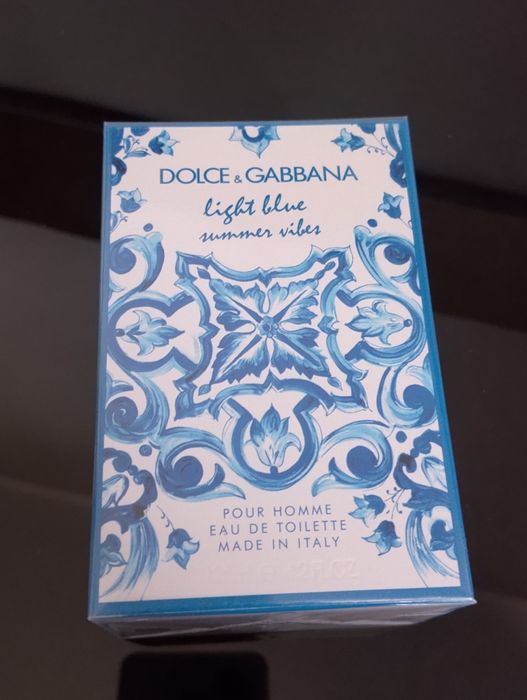 DOLCE & GABBANA
light blue
summer vibes
POUR HOMME
EAU DE TOILETTE
MADE IN ITALY